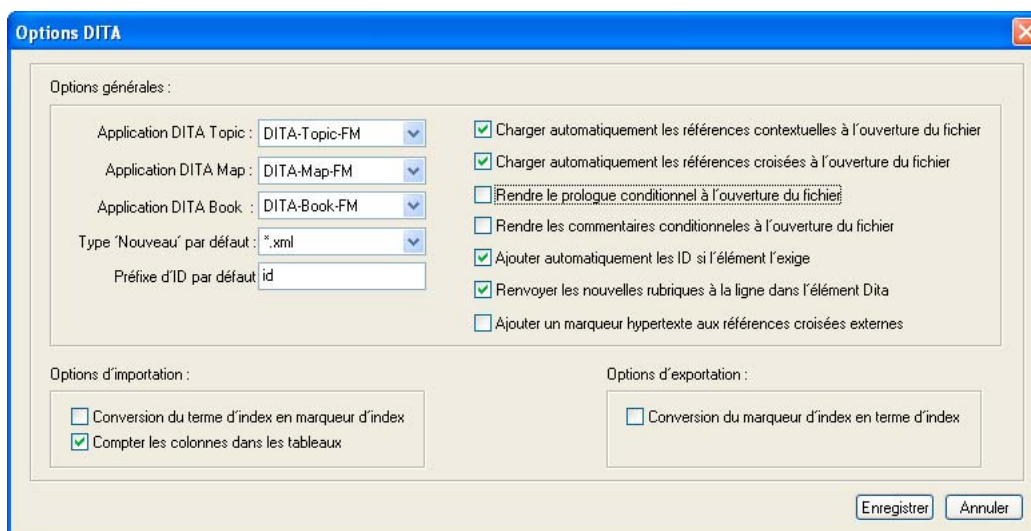 Options DITA
Options générales :
Application DITA Topic : DITA-Topic-FM
Application DITA Map : DITA-Map-FM
Application DITA Book : DITA-Book-FM
Type ´Nouveau´ par défaut : *.xml
Préfixe d´ID par défaut id
Charger automatiquement les références contextuelles à l´ouverture du fichier
Charger automatiquement les références croisées à l´ouverture du fichier
Rendre le prologue conditionnel à l´ouverture du fichier
Rendre les commentaires conditionneles à l´ouverture du fichier
Ajouter automatiquement les ID si l´élément l´exige
Renvoyer les nouvelles rubriques à la ligne dans l´élément Dita
Ajouter un marqueur hypertexte aux références croisées externes
Options d´importation :
Conversion du terme d´index en marqueur d´index
Compter les colonnes dans les tableaux
Options d´exportation :
Conversion du marqueur d´index en terme d´index
Enregistrer Annuler